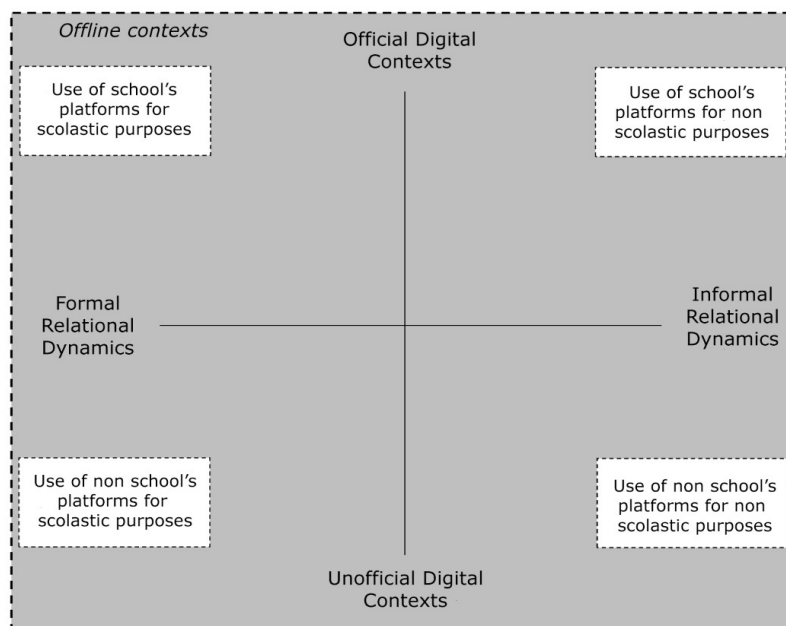 Offline contexts
Official Digital
Contexts
Use of school's
platforms for
scolastic purposes
Use of school's
platforms for non
scolastic purposes
Formal
Relational
Dynamics
Informal
Relational
Dynamics
Use of non school's
platforms for
scolastic purposes
Use of non school's
platforms for non
scolastic purposes
Unofficial Digital
Contexts